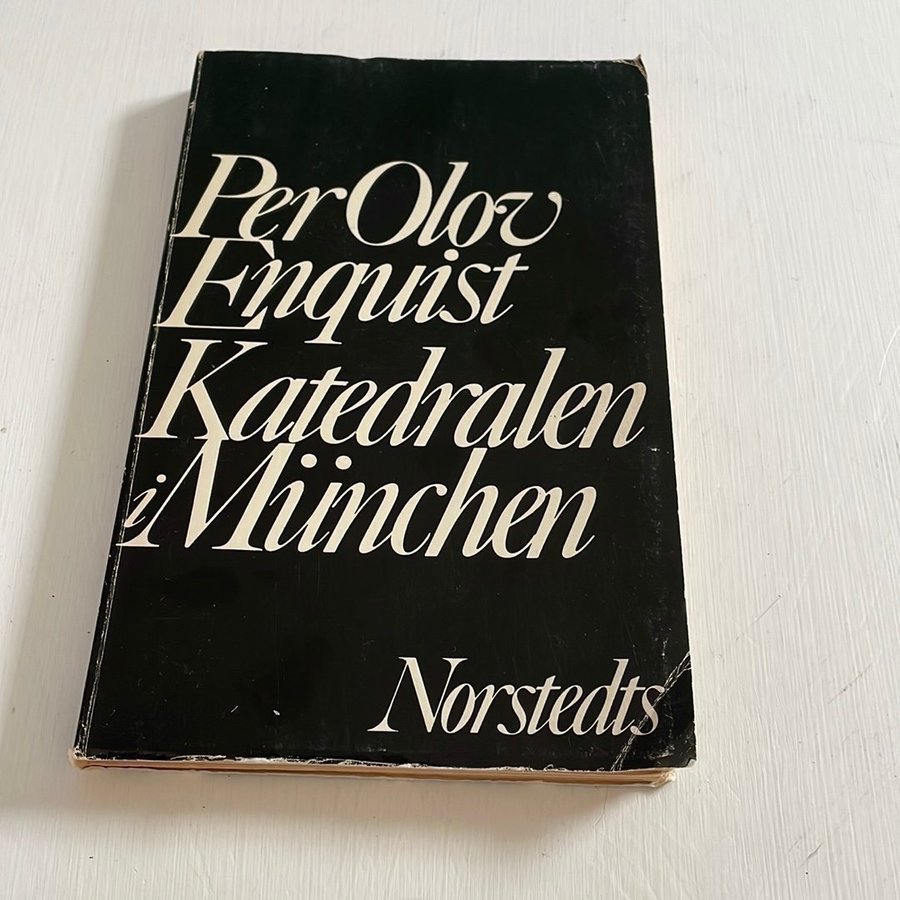 Per Olov
Enquist
Katedralen
i München
Norstedts